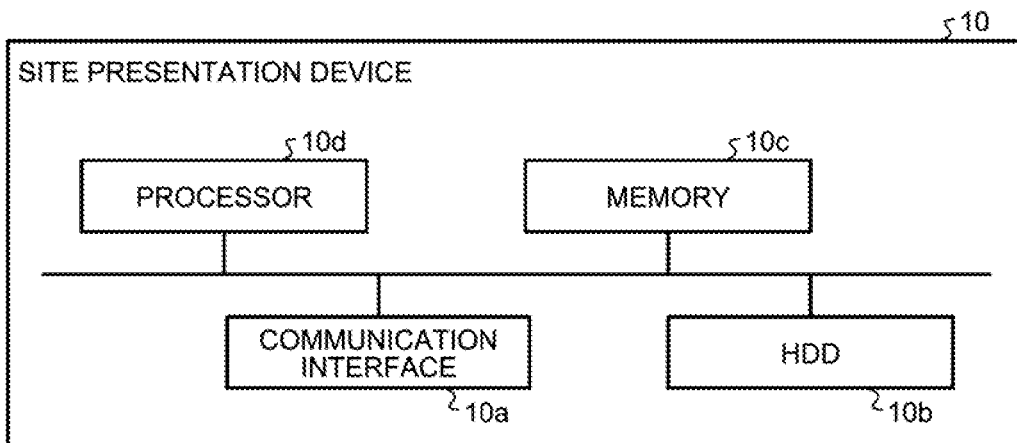 10
SITE PRESENTATION DEVICE
10d
10c
PROCESSOR
MEMORY
COMMUNICATION
INTERFACE
HDD
10a
10b